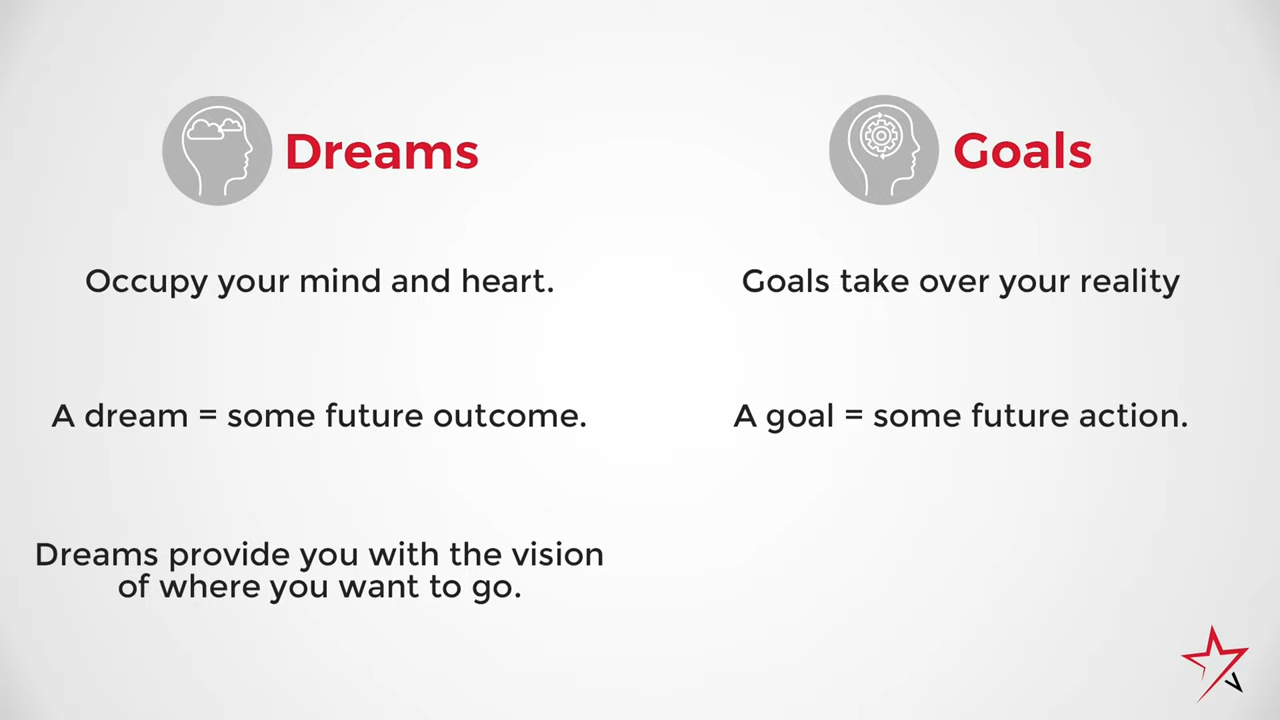 Dreams
Occupy your mind and heart.
A dream = some future outcome.
Dreams provide you with the vision
of where you want to go.
Goals
Goals take over your reality
A goal = some future action.